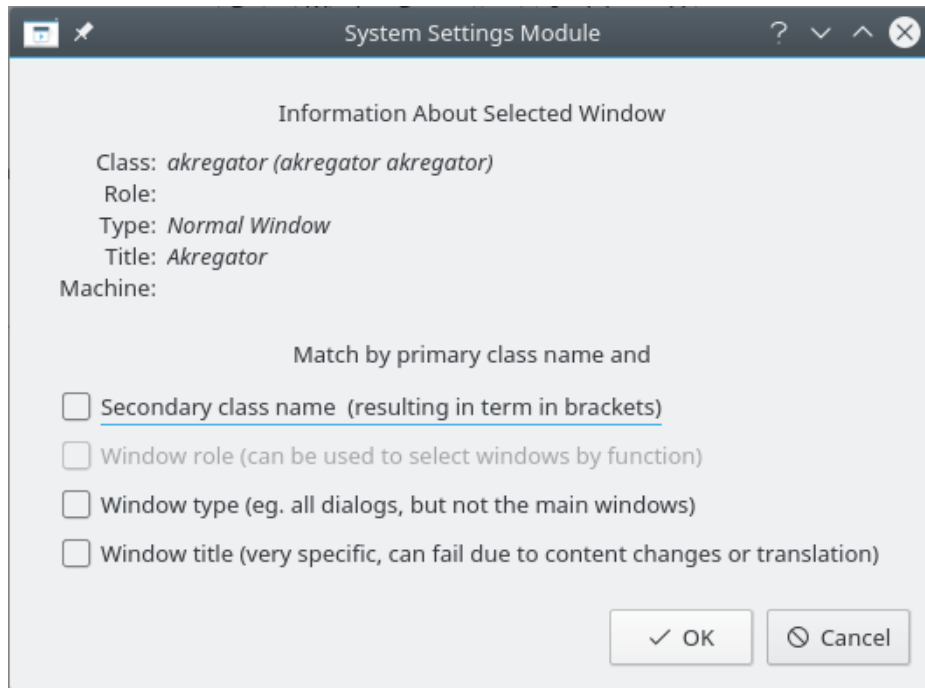 System Settings Module
Information About Selected Window
Class: akregator (akregator akregator)
Role:
Type: Normal Window
Title: Akregator
Machine:
Match by primary class name and
Secondary class name (resulting in term in brackets)
Window role (can be used to select windows by function)
Window type (eg. all dialogs, but not the main windows)
Window title (very specific, can fail due to content changes or translation)
OK Cancel